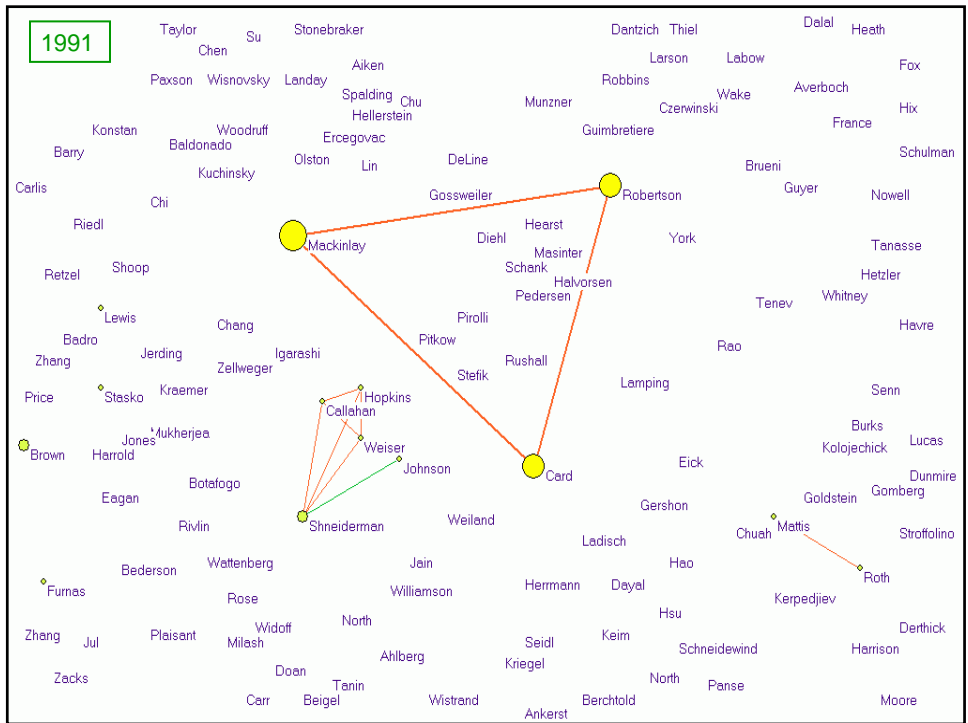 1991
Taylor
Su
Stonebraker
Dantzich
Thiel
Dalal
Heath
Chen
Aiken
Larson
Labow
Fox
Paxson
Wisnovsky
Landay
Robbins
Averboch
Spalding
Chu
Munzner
Wake
Hix
Czerwinski
Hellerstein
France
Konstan
Woodruff
Guimbretiere
Ercegovac
Barry
Baldonado
Schulman
Olston
Lin
DeLine
Brueni
Kuchinsky
Carlis
Gossweiler
Robertson
Guyer
Nowell
Chi
Riedl
Hearst
Mackinlay
Diehl
York
Tanasse
Masinter
Retzel
Shoop
Schank
Hetzler
Halvorsen
Pedersen
Whitney
Tenev
Lewis
Chang
Pirolli
Havre
Badro
Pitkow
Rao
Zhang
Jerding
Igarashi
Rushall
Zellweger
Stefik
Lamping
Price
Stasko
Kraemer
Hopkins
Senn
Callahan
Burks
Jones
Mukherjea
Lucas
Brown
Harrold
Weiser
Kolojechick
Johnson
Card
Eick
Dunmire
Botafogo
Gomberg
Eagan
Goldstein
Gershon
Rivlin
Shneiderman
Weiland
Mattis
Chuah
Stroffolino
Ladisch
Bederson
Wattenberg
Jain
Hao
Roth
Furnas
Williamson
Herrmann
Dayal
Rose
Kerpedjiev
Hsu
North
Widoff
Derthick
Zhang
Jul
Plaisant
Milash
Seidl
Keim
Schneidewind
Harrison
Ahlberg
Kriegel
Zacks
Doan
Tanin
North
Panse
Carr
Beigel
Wistrand
Ankerst
Berchtold
Moore